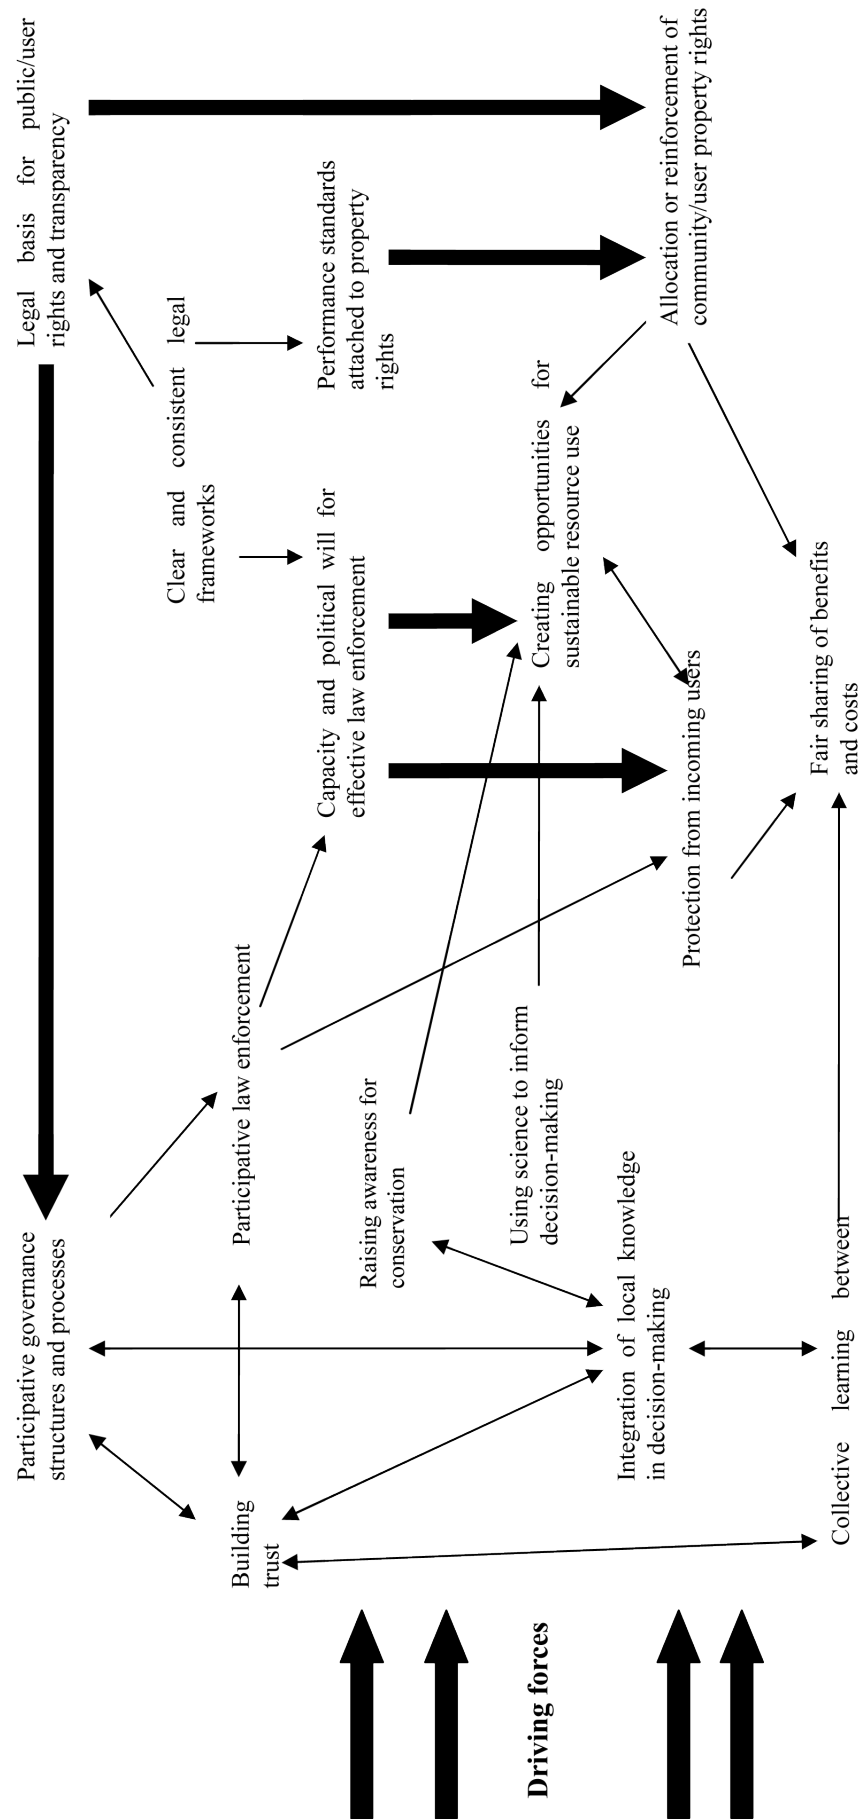 Participative governance
structures and processes
Legal basis for public/user
rights and transparency
Clear and consistent legal
frameworks
Building
trust
Participative law enforcement
Capacity and political will for
effective law enforcement
Performance standards
attached to property
rights
Raising awareness for
conservation
Driving forces
Using science to inform
decision-making
Creating opportunities for
sustainable resource use
Integration of local knowledge
in decision-making
Protection from incoming users
Allocation or reinforcement of
community/user property rights
Collective learning between
Fair sharing of benefits
and costs